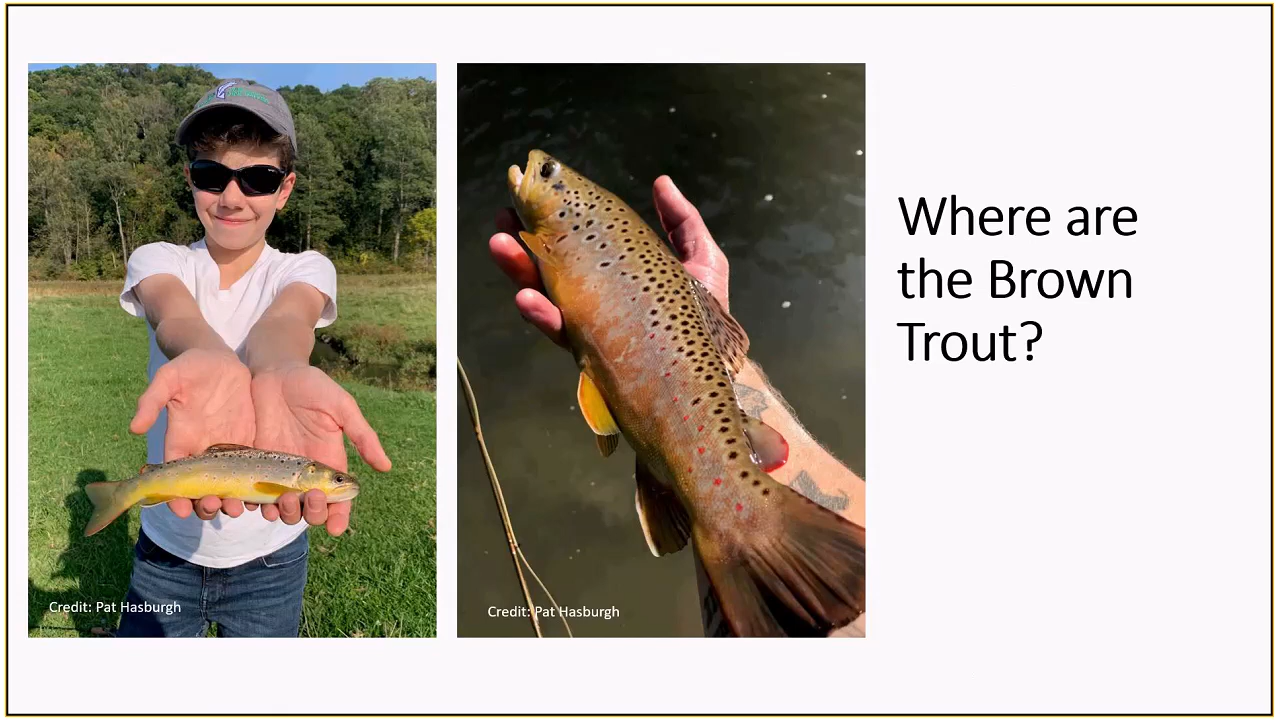 Where are
the Brown
Trout?
Credit: Pat Hasburgh
Credit: Pat Hasburgh